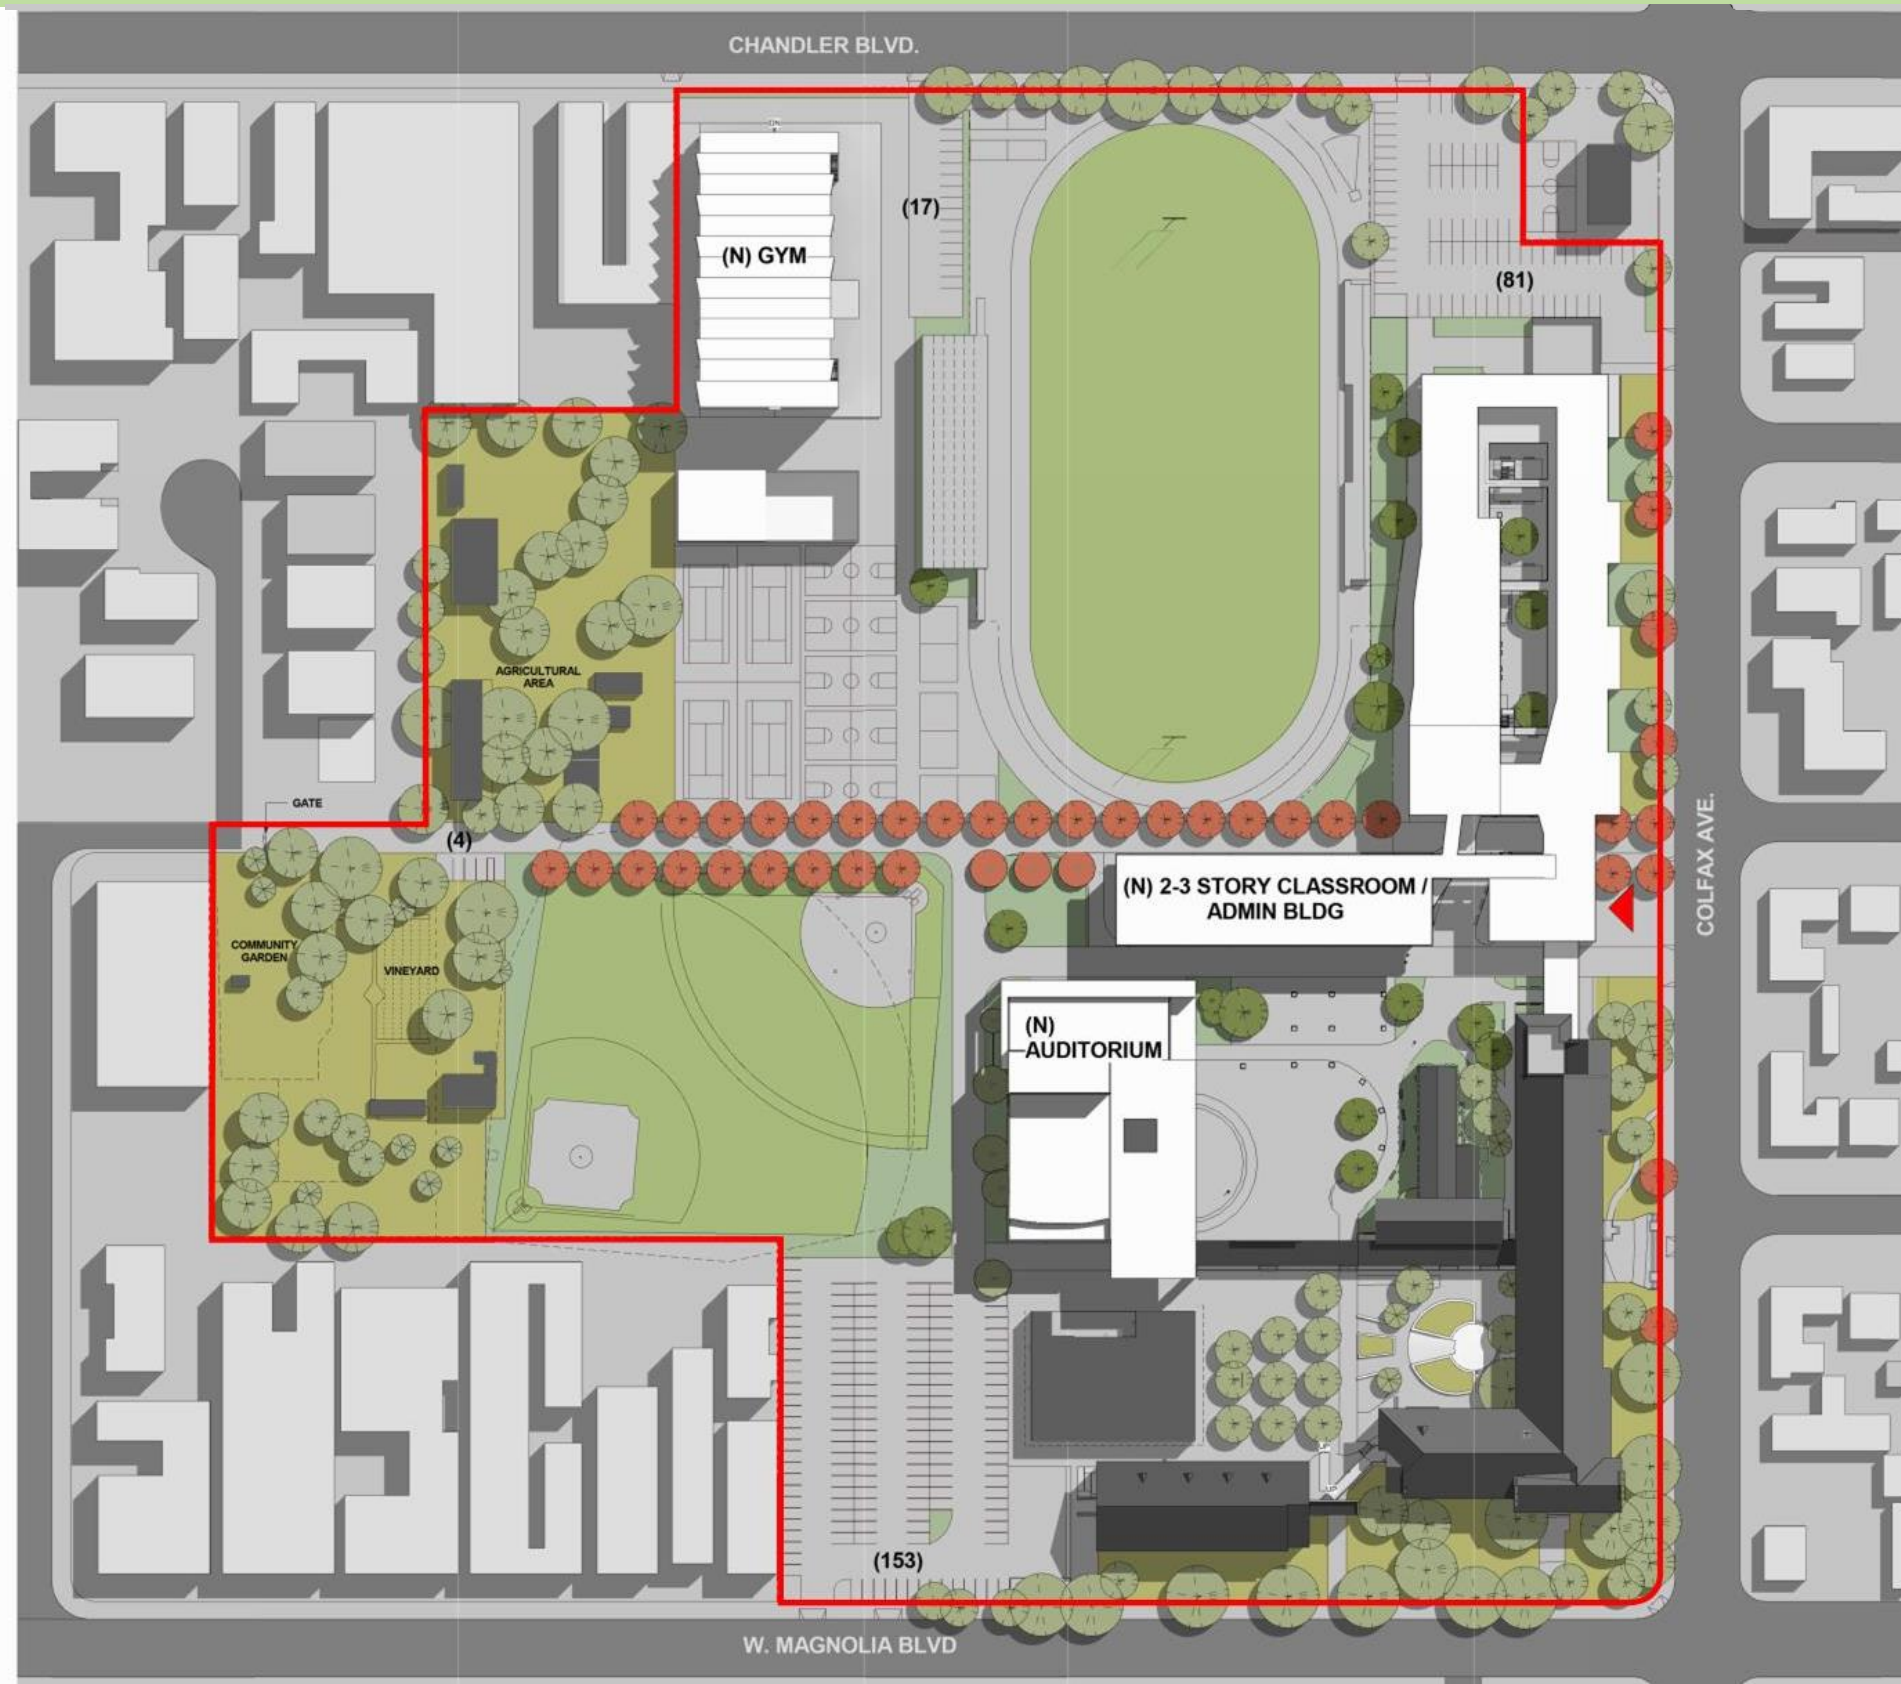 CHANDLER BLVD.
(17)
(N) GYM
(81)
AGRICULTURAL
AREA
GATE
(4)
COLFAX AVE.
(N) 2-3 STORY CLASSROOM /
ADMIN BLDG
COMMUNITY
GARDEN
VINEYARD
(N)
AUDITORIUM
UP
(153)
W. MAGNOLIA BLVD